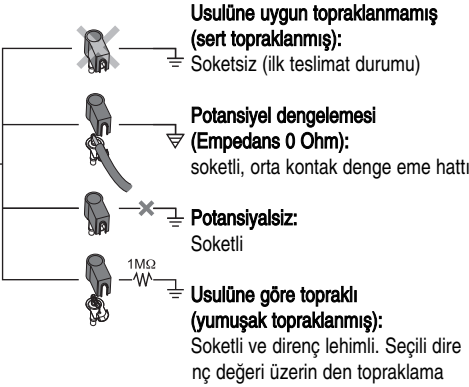 Usulüne uygun topraklanmamış
(sert topraklanmış):
Soketsiz (ilk teslimat durumu)
Potansiyel dengelemesi
(Empedans 0 Ohm):
soketli, orta kontak denge eme hattı
Potansiyalsiz:
Soketli
1MΩ
Usulüne göre topraklı
(yumuşak topraklanmış):
Soketli ve direnç lehimli. Seçili dire
nç değeri üzerin den topraklama